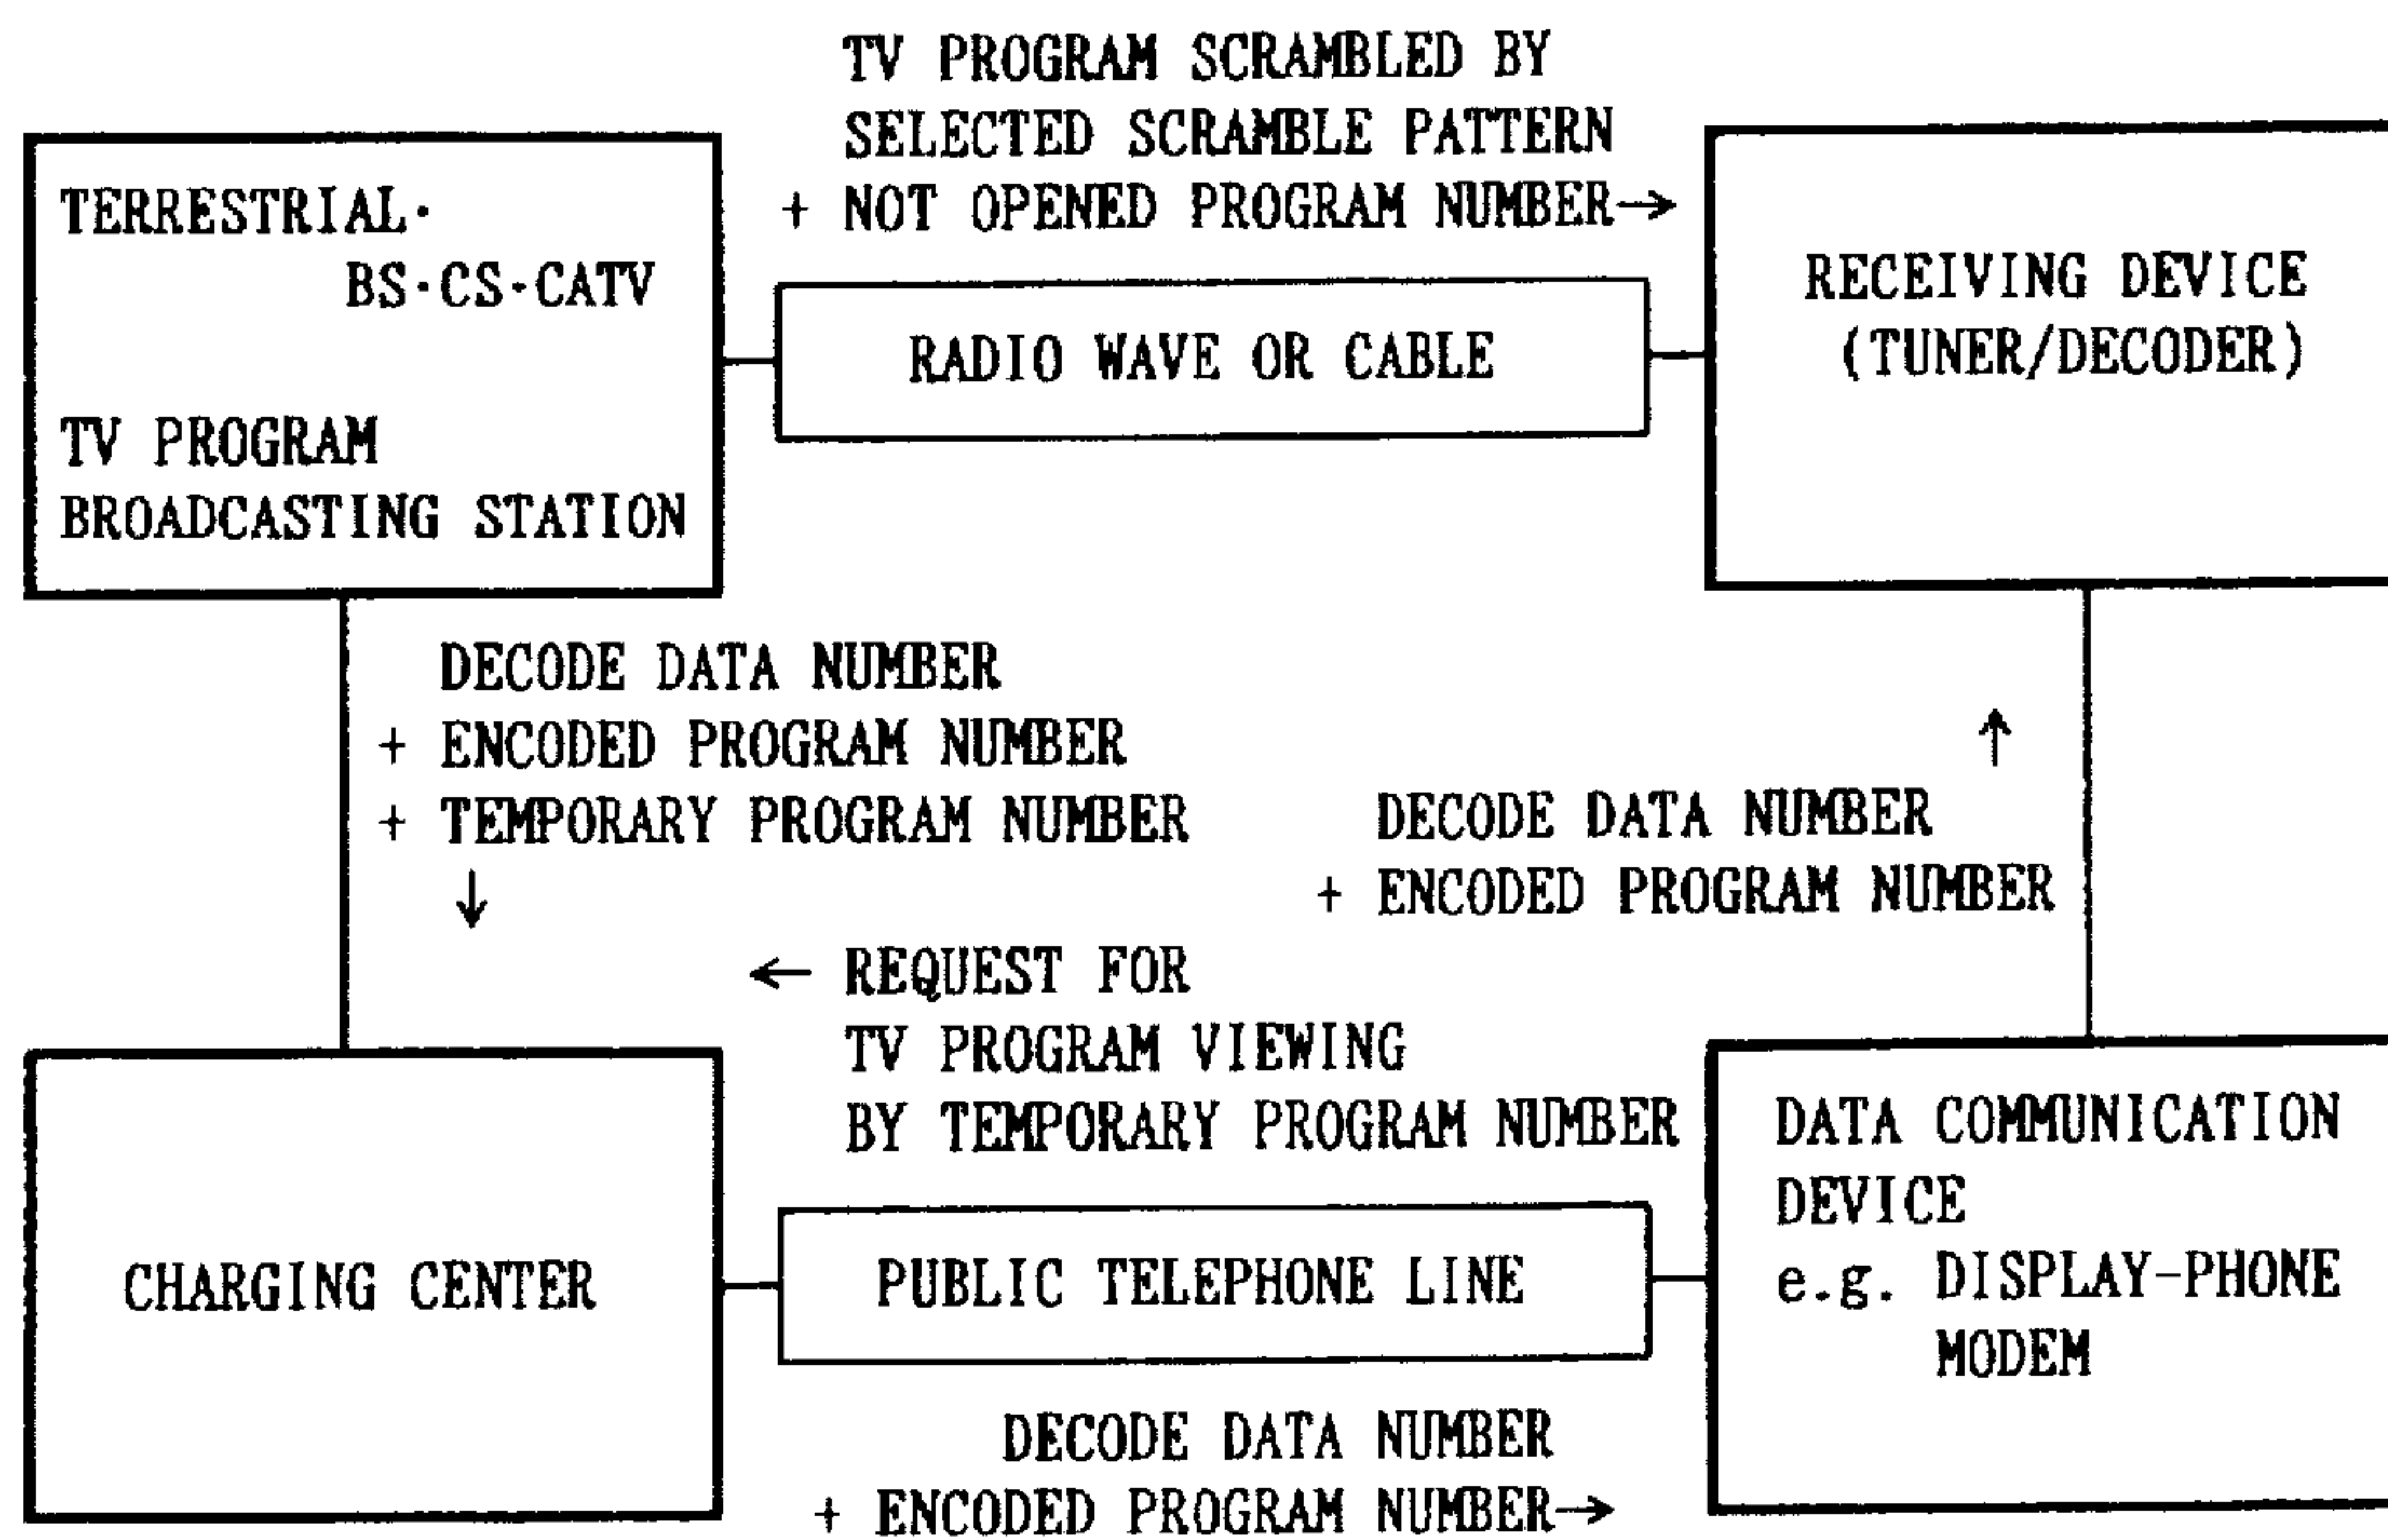 TV PROGRAM SCRAMBLED BY
SELECTED SCRAMBLE PATTERN
+ NOT OPENED PROGRAM NUMBER→
TERRESTRIAL·
BS·CS·CATV
TV PROGRAM
BROADCASTING STATION
RADIO WAVE OR CABLE
RECEIVING DEVICE
(TUNER/DECODER)
DECODE DATA NUMBER
+ ENCODED PROGRAM NUMBER
+ TEMPORARY PROGRAM NUMBER
↓
↑
DECODE DATA NUMBER
+ ENCODED PROGRAM NUMBER
← REQUEST FOR
TV PROGRAM VIEWING
BY TEMPORARY PROGRAM NUMBER
CHARGING CENTER
PUBLIC TELEPHONE LINE
DATA COMMUNICATION
DEVICE
e.g. DISPLAY-PHONE
MODEM
DECODE DATA NUMBER
+ ENCODED PROGRAM NUMBER→